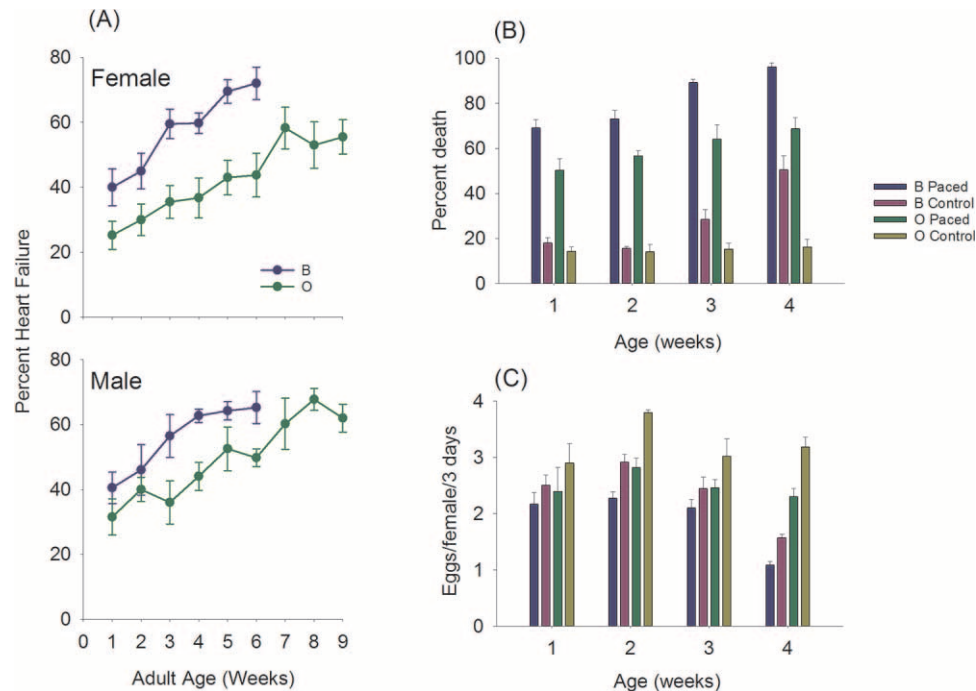 (A)
Percent Heart Failure
80
60
40
20
0
Female
B
O
80
60
40
20
0
Male
0 1 2 3 4 5 6 7 8 9
Adult Age (Weeks)
(B)
Percent death
100
80
60
40
20
0
1 2 3 4
Age (weeks)
B Paced
B Control
O Paced
O Control
(C)
Eggs/female/3 days
4
3
2
1
0
1 2 3 4
Age (weeks)